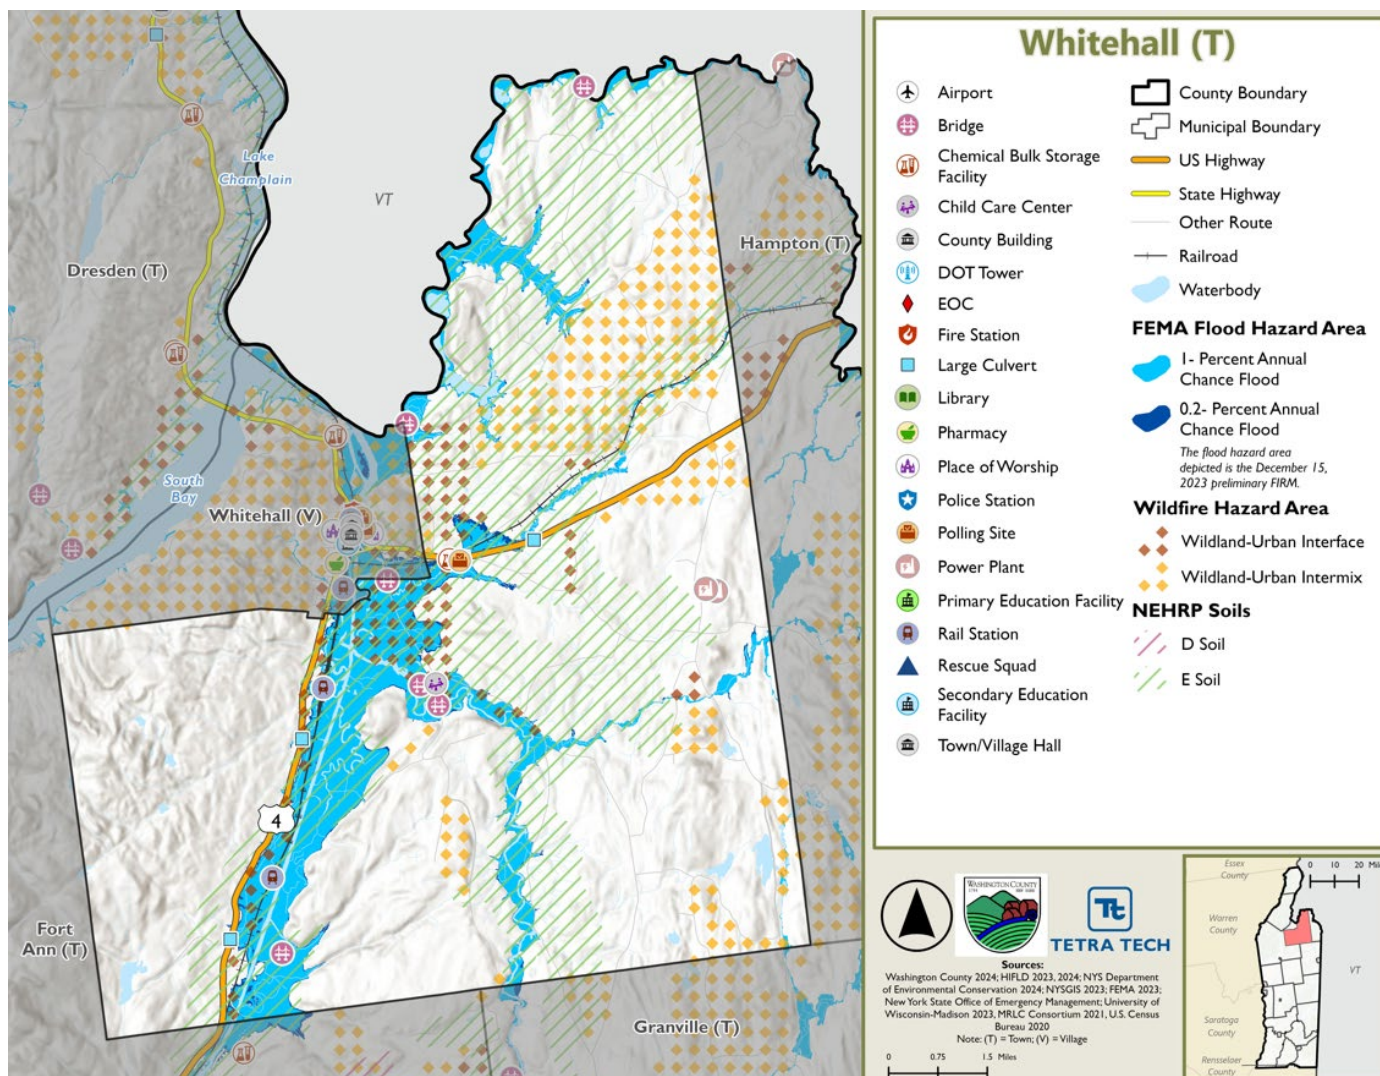 Lake
Champlain
VT
Dresden (T)
Hampton (T)
South
Bay
Whitehall (V)
4
Fort
Ann (T)
Granville (T)
Whitehall (T)
Airport
Bridge
Chemical Bulk Storage
Facility
Child Care Center
County Building
DOT Tower
EOC
Fire Station
Large Culvert
Library
Pharmacy
Place of Worship
Police Station
Polling Site
Power Plant
Primary Education Facility
Rail Station
Rescue Squad
Secondary Education
Facility
Town/Village Hall
County Boundary
Municipal Boundary
US Highway
State Highway
Other Route
Railroad
Waterbody
FEMA Flood Hazard Area
1- Percent Annual
Chance Flood
0.2- Percent Annual
Chance Flood
The flood hazard area
depicted is the December 15,
2023 preliminary FIRM.
Wildfire Hazard Area
Wildland-Urban Interface
Wildland-Urban Intermix
NEHRP Soils
D Soil
E Soil
WASHINGTON COUNTY
Tt
TETRA TECH
Sources:
Washington County 2024; HIFLD 2023, 2024; NYS Department
of Environmental Conservation 2024; NYSGIS 2023; FEMA 2023;
New York State Office of Emergency Management; University of
Wisconsin-Madison 2023, MRLC Consortium 2021, U.S. Census
Bureau 2020
Note: (T) = Town; (V) = Village
0 0.75 1.5 Miles
Essex
County
0 10 20
Warren
County
VT
Saratoga
County
Rensselaer
County